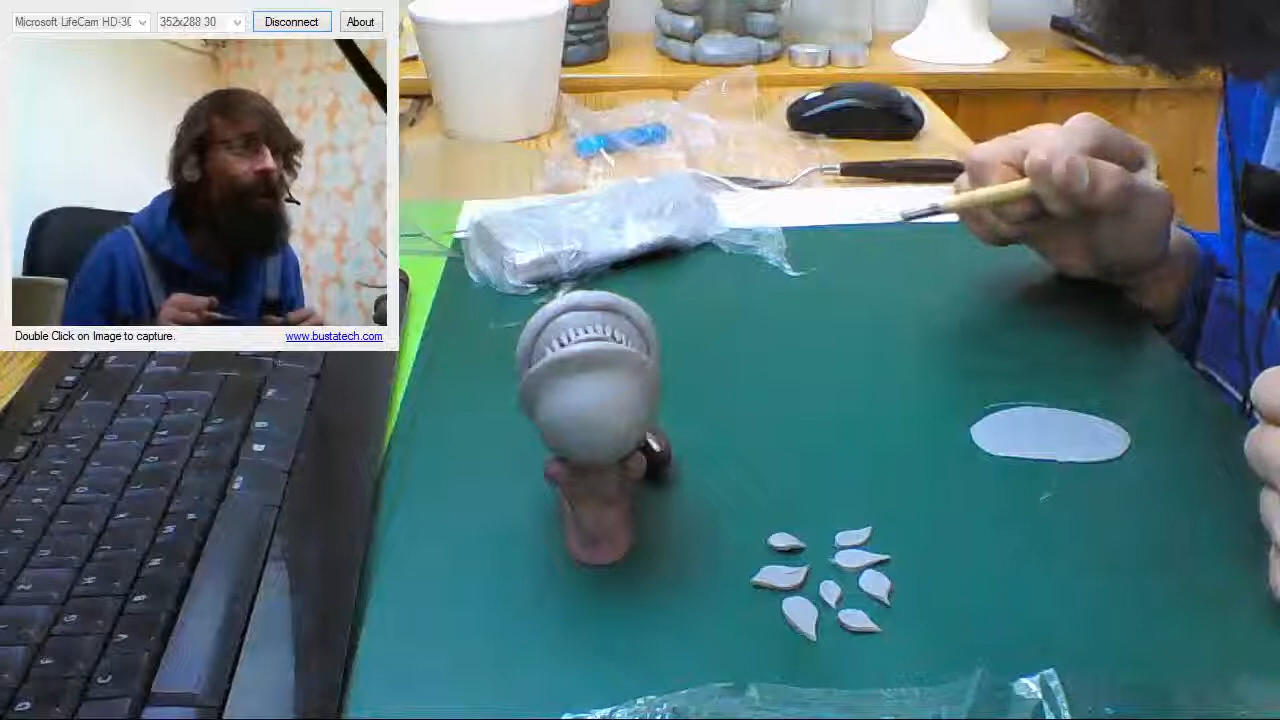 Microsoft LifeCam HD-30
352x288 30
Disconnect
About
Double Click on Image to capture.
www.bustatech.com